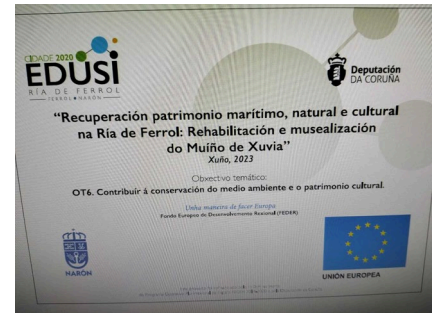 CIDADE 2020
EDUSI
RÍA DE FERROL
FERROL • NARÓN
Deputación
DA CORUÑA
“Recuperación patrimonio marítimo, natural e cultural
na Ría de Ferrol: Rehabilitación e musealización
do Muíño de Xuvia”
Xuño, 2023
Obxectivo temático:
OT6. Contribuir á conservación do medio ambiente e o patrimonio cultural.
Unha maneira de facer Europa
Fondo Europeo de Desenvolvemento Rexional (FEDER)
NARÓN
UNIÓN EUROPEA